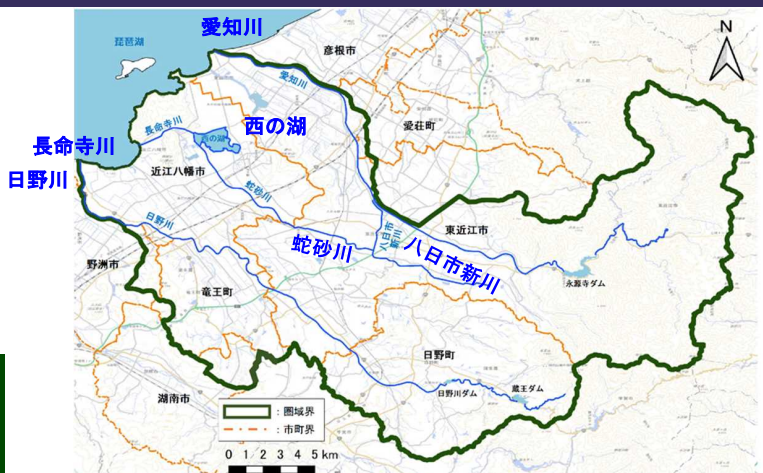 愛知川
琵琶湖
彦根市
N
愛知川
長命寺川
西の湖
西の湖
愛荘町
長命寺川
近江八幡市
日野川
蛇砂川
日野川
八日市
新川
東近江市
蛇砂川
八日市新川
野洲市
永源寺ダム
竜王町
日野町
日野川ダム
蔵王ダム
湖南市
：圏域界
：市町界
0 1 2 3 4 5 km